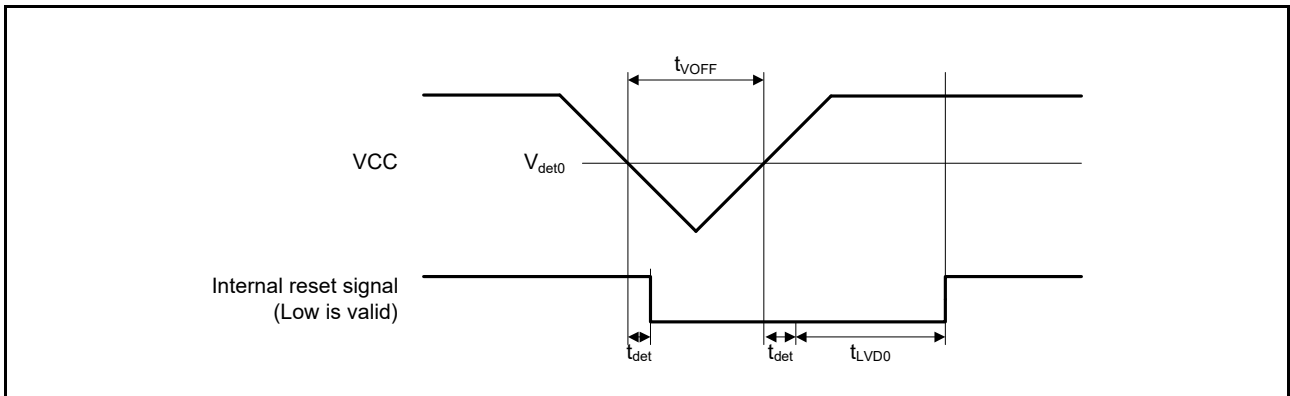 tVOFF
VCC
Vdet0
Internal reset signal
(Low is valid)
tdet
tdet
tLVD0